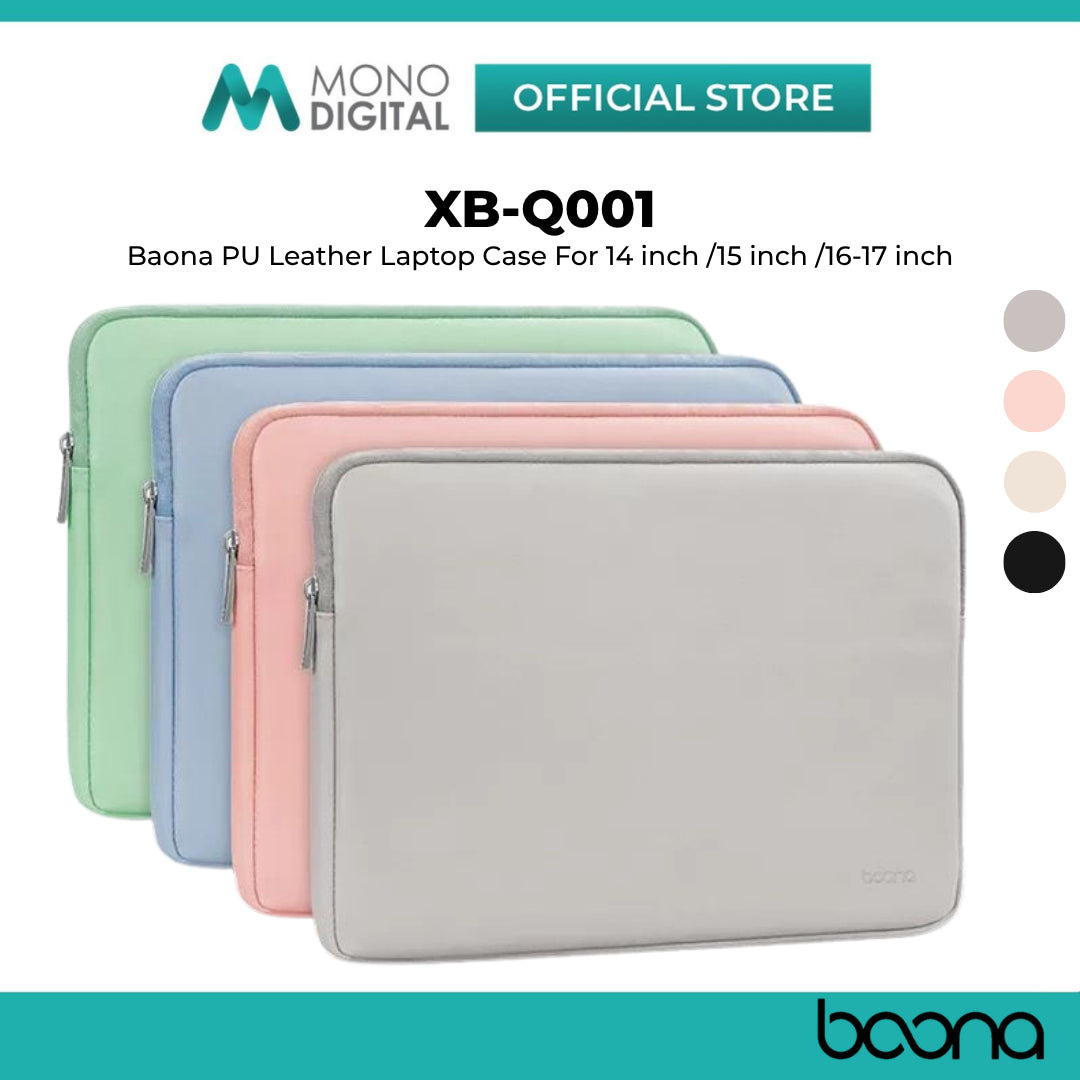 MONO
DIGITAL
OFFICIAL STORE
XB-Q001
Baona PU Leather Laptop Case For 14 inch /15 inch /16-17 inch
baona
baona